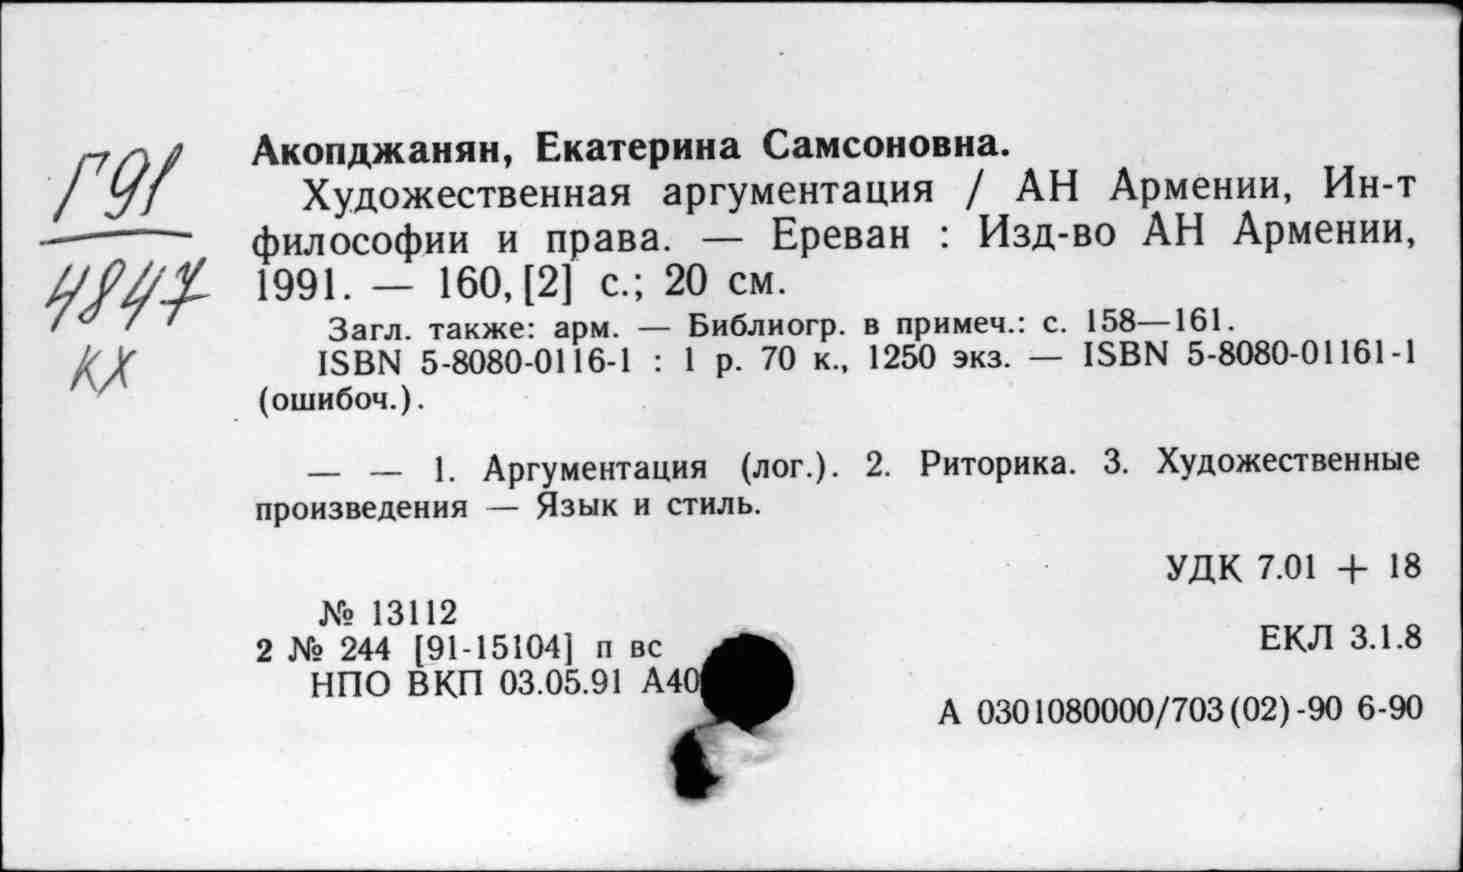 Г91
4847
КХ
Акопджанян, Екатерина Самсоновна.
Художественная аргументация / АН Армении, Ин-т
философии и права. — Ереван : Изд-во АН Армении,
1991. — 160, [2] с.; 20 см.
Загл. также: арм. — Библиогр. в примеч.: с. 158—161.
ISBN 5-8080-0116-1 : 1 р. 70 к., 1250 экз. — ISBN 5-8080-01161-1
(ошибоч.).
— — 1. Аргументация (лог.). 2. Риторика. 3. Художественные
произведения — Язык и стиль.
УДК 7.01 + 18
№ 13112
2 № 244 [91-15104] п вс
ЕКЛ 3.1.8
НПО ВКП 03.05.91 А40
А 0301080000/703(02)-90 6-90